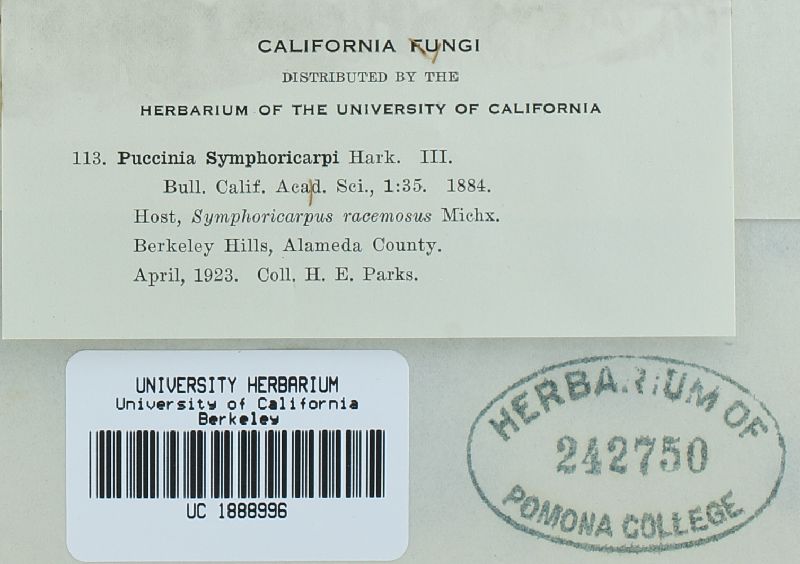 CALIFORNIA FUNGI
DISTRIBUTED BY THE
HERBARIUM OF THE UNIVERSITY OF CALIFORNIA
113. Puccinia Symphoricarpi Hark. III.
Bull. Calif. Acad. Sci., 1:35. 1884.
Host, Symphoricarpus racemosus Michx.
Berkeley Hills, Alameda County.
April, 1923. Coll. H. E. Parks.
UNIVERSITY HERBARIUM
University of California
Berkeley
UC 1888996
HERBARIUM OF
242750
POMONA COLLEGE